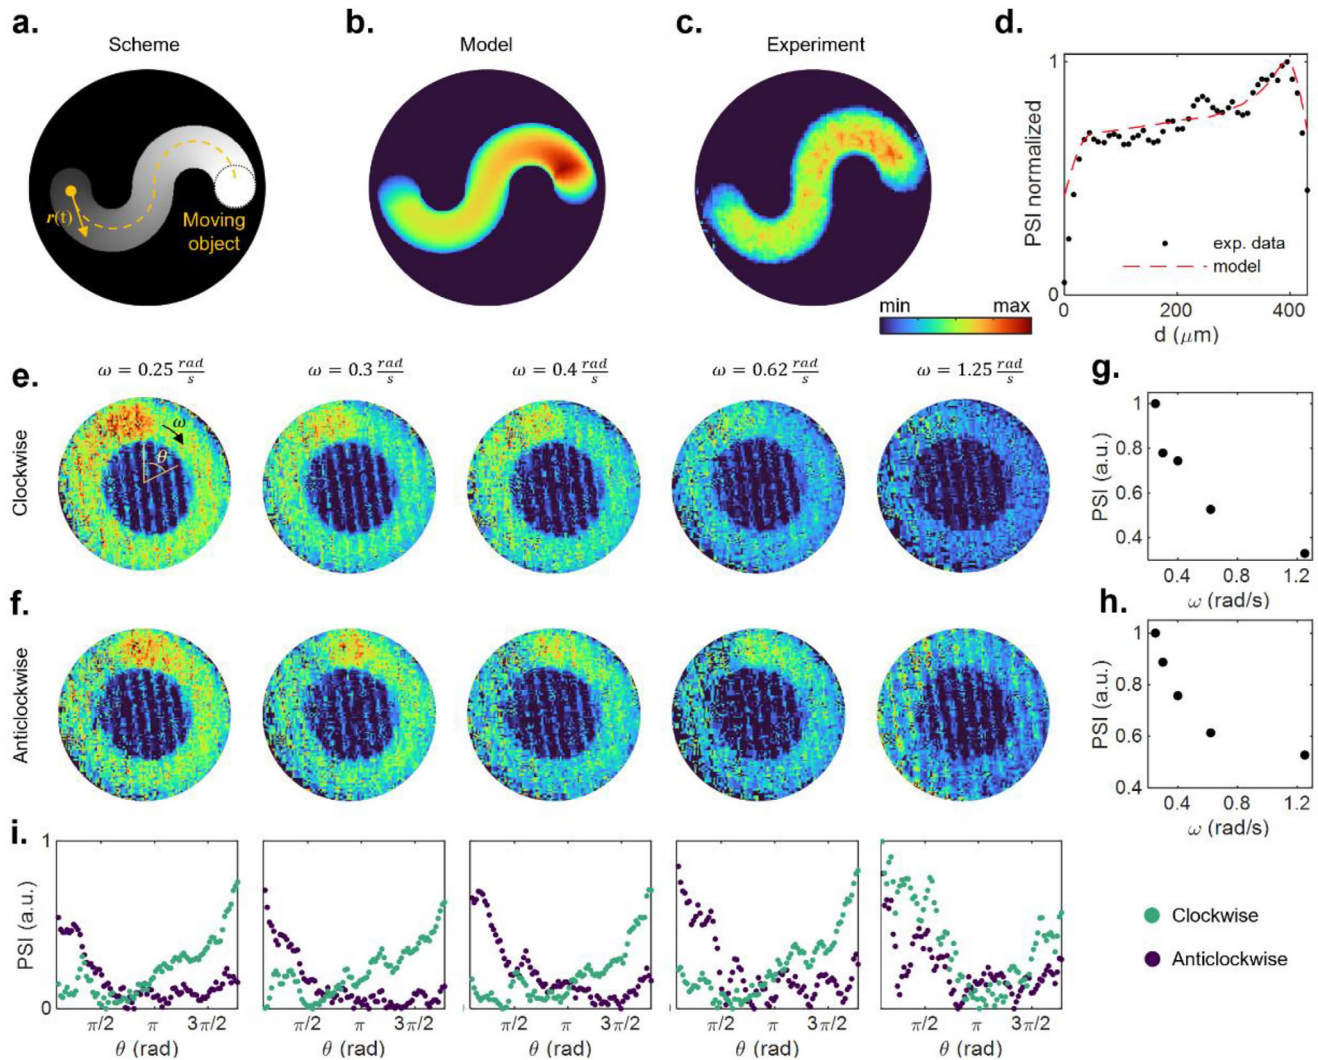 a.
Scheme
r(t)
Moving
object
b.
Model
c.
Experiment
min
max
d.
PSI normalized
1
0
exp. data
model
0
200
400
d (μm)
e.
Clockwise
ω = 0.25 rad/s
ω = 0.3 rad/s
ω = 0.4 rad/s
ω = 0.62 rad/s
ω = 1.25 rad/s
ω
θ
f.
Anticlockwise
g.
PSI (a.u.)
1
0.8
0.6
0.4
0.4
0.8
1.2
ω (rad/s)
h.
PSI (a.u.)
1
0.8
0.6
0.4
0.4
0.8
1.2
ω (rad/s)
i.
PSI (a.u.)
1
0
π/2 π 3π/2
θ (rad)
π/2 π 3π/2
θ (rad)
π/2 π 3π/2
θ (rad)
π/2 π 3π/2
θ (rad)
π/2 π 3π/2
θ (rad)
Clockwise
Anticlockwise